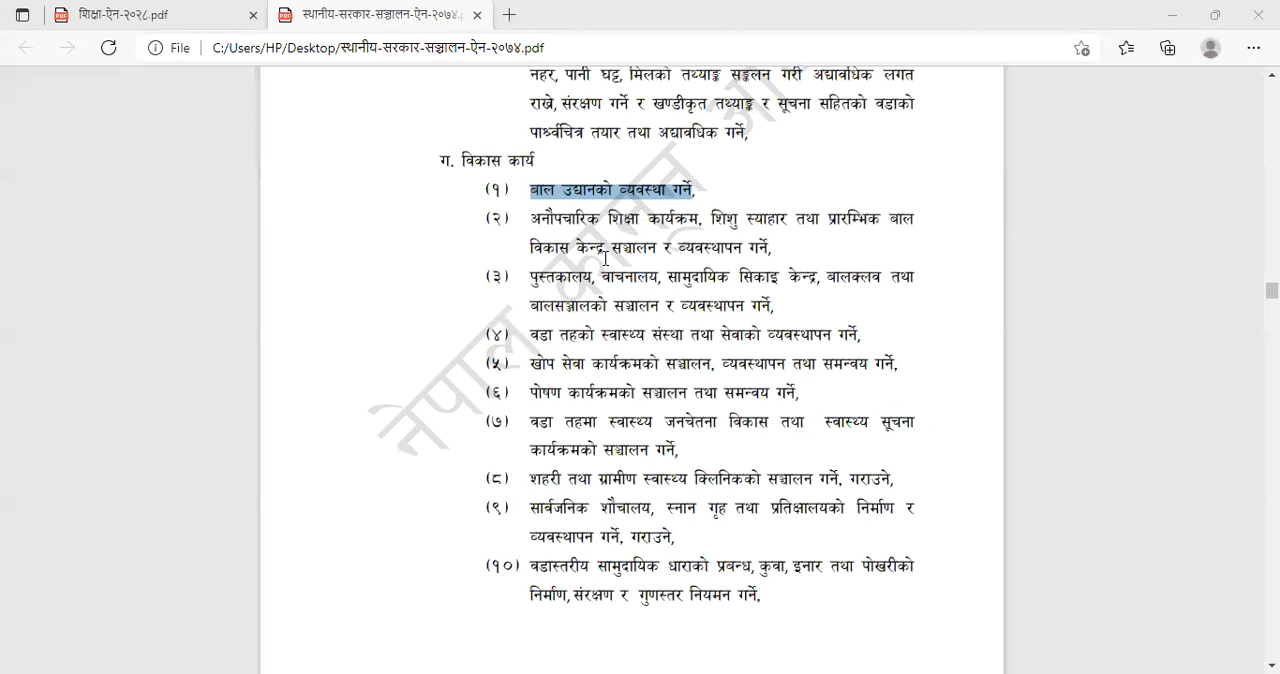 शिक्षा-ऐन-२०२८.pdf
स्थानीय-सरकार-सञ्चालन-ऐन-२०७४.p
File
C:/Users/HP/Desktop/स्थानीय-सरकार-सञ्चालन-ऐन-२०७४.pdf
नहर, पानी घट्ट, मिलको तथ्याङ्क सङ्कलन गरी अद्यावधिक लगत
राख्ने, संरक्षण गर्ने र खण्डीकृत तथ्याङ्क र सूचना सहितको वडाको
पार्श्वचित्र तयार तथा अद्यावधिक गर्ने,
ग. विकास कार्य
(१) बाल उद्यानको व्यवस्था गर्ने,
(२) अनौपचारिक शिक्षा कार्यक्रम, शिशु स्याहार तथा प्रारम्भिक बाल
विकास केन्द्र सञ्चालन र व्यवस्थापन गर्ने,
(३) पुस्तकालय, वाचनालय, सामुदायिक सिकाइ केन्द्र, बालक्लव तथा
बालसञ्जालको सञ्चालन र व्यवस्थापन गर्ने,
(४) वडा तहको स्वास्थ्य संस्था तथा सेवाको व्यवस्थापन गर्ने,
(५) खोप सेवा कार्यक्रमको सञ्चालन, व्यवस्थापन तथा समन्वय गर्ने,
(६) पोषण कार्यक्रमको सञ्चालन तथा समन्वय गर्ने,
(७) वडा तहमा स्वास्थ्य जनचेतना विकास तथा स्वास्थ्य सूचना
कार्यक्रमको सञ्चालन गर्ने,
(८) शहरी तथा ग्रामीण स्वास्थ्य क्लिनिकको सञ्चालन गर्ने, गराउने,
(९) सार्वजनिक शौचालय, स्नान गृह तथा प्रतिक्षालयको निर्माण र
व्यवस्थापन गर्ने, गराउने,
(१०) वडास्तरीय सामुदायिक धाराको प्रबन्ध, कुवा, इनार तथा पोखरीको
निर्माण, संरक्षण र गुणस्तर नियमन गर्ने,
नेपाल कानून आ